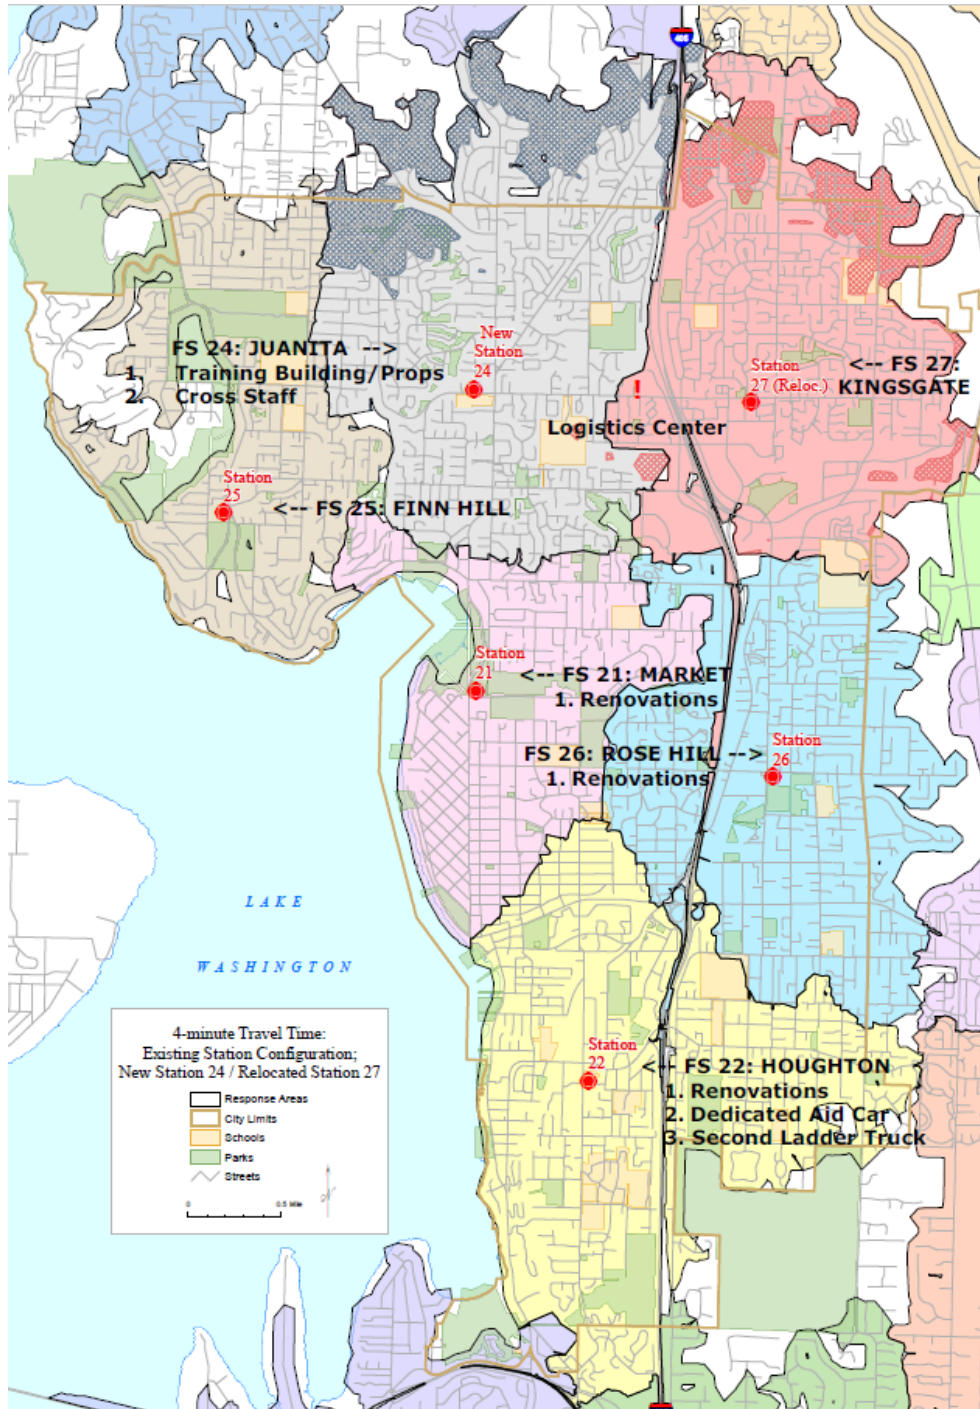 New
Station
24
FS 24: JUANITA -->
1. Training Building/Props
2. Cross Staff
Station
27 (Reloc.)
<-- FS 27:
KINGSGATE
!
Logistics Center
Station
25
<-- FS 25: FINN HILL
Station
21
<-- FS 21: MARKET
1. Renovations
FS 26: ROSE HILL -->
1. Renovations
Station
26
LAKE
WASHINGTON
4-minute Travel Time:
Existing Station Configuration;
New Station 24 / Relocated Station 27
Response Areas
City Limits
Schools
Parks
Streets
0 0.5 Mile
N
Station
22
<-- FS 22: HOUGHTON
1. Renovations
2. Dedicated Aid Car
3. Second Ladder Truck